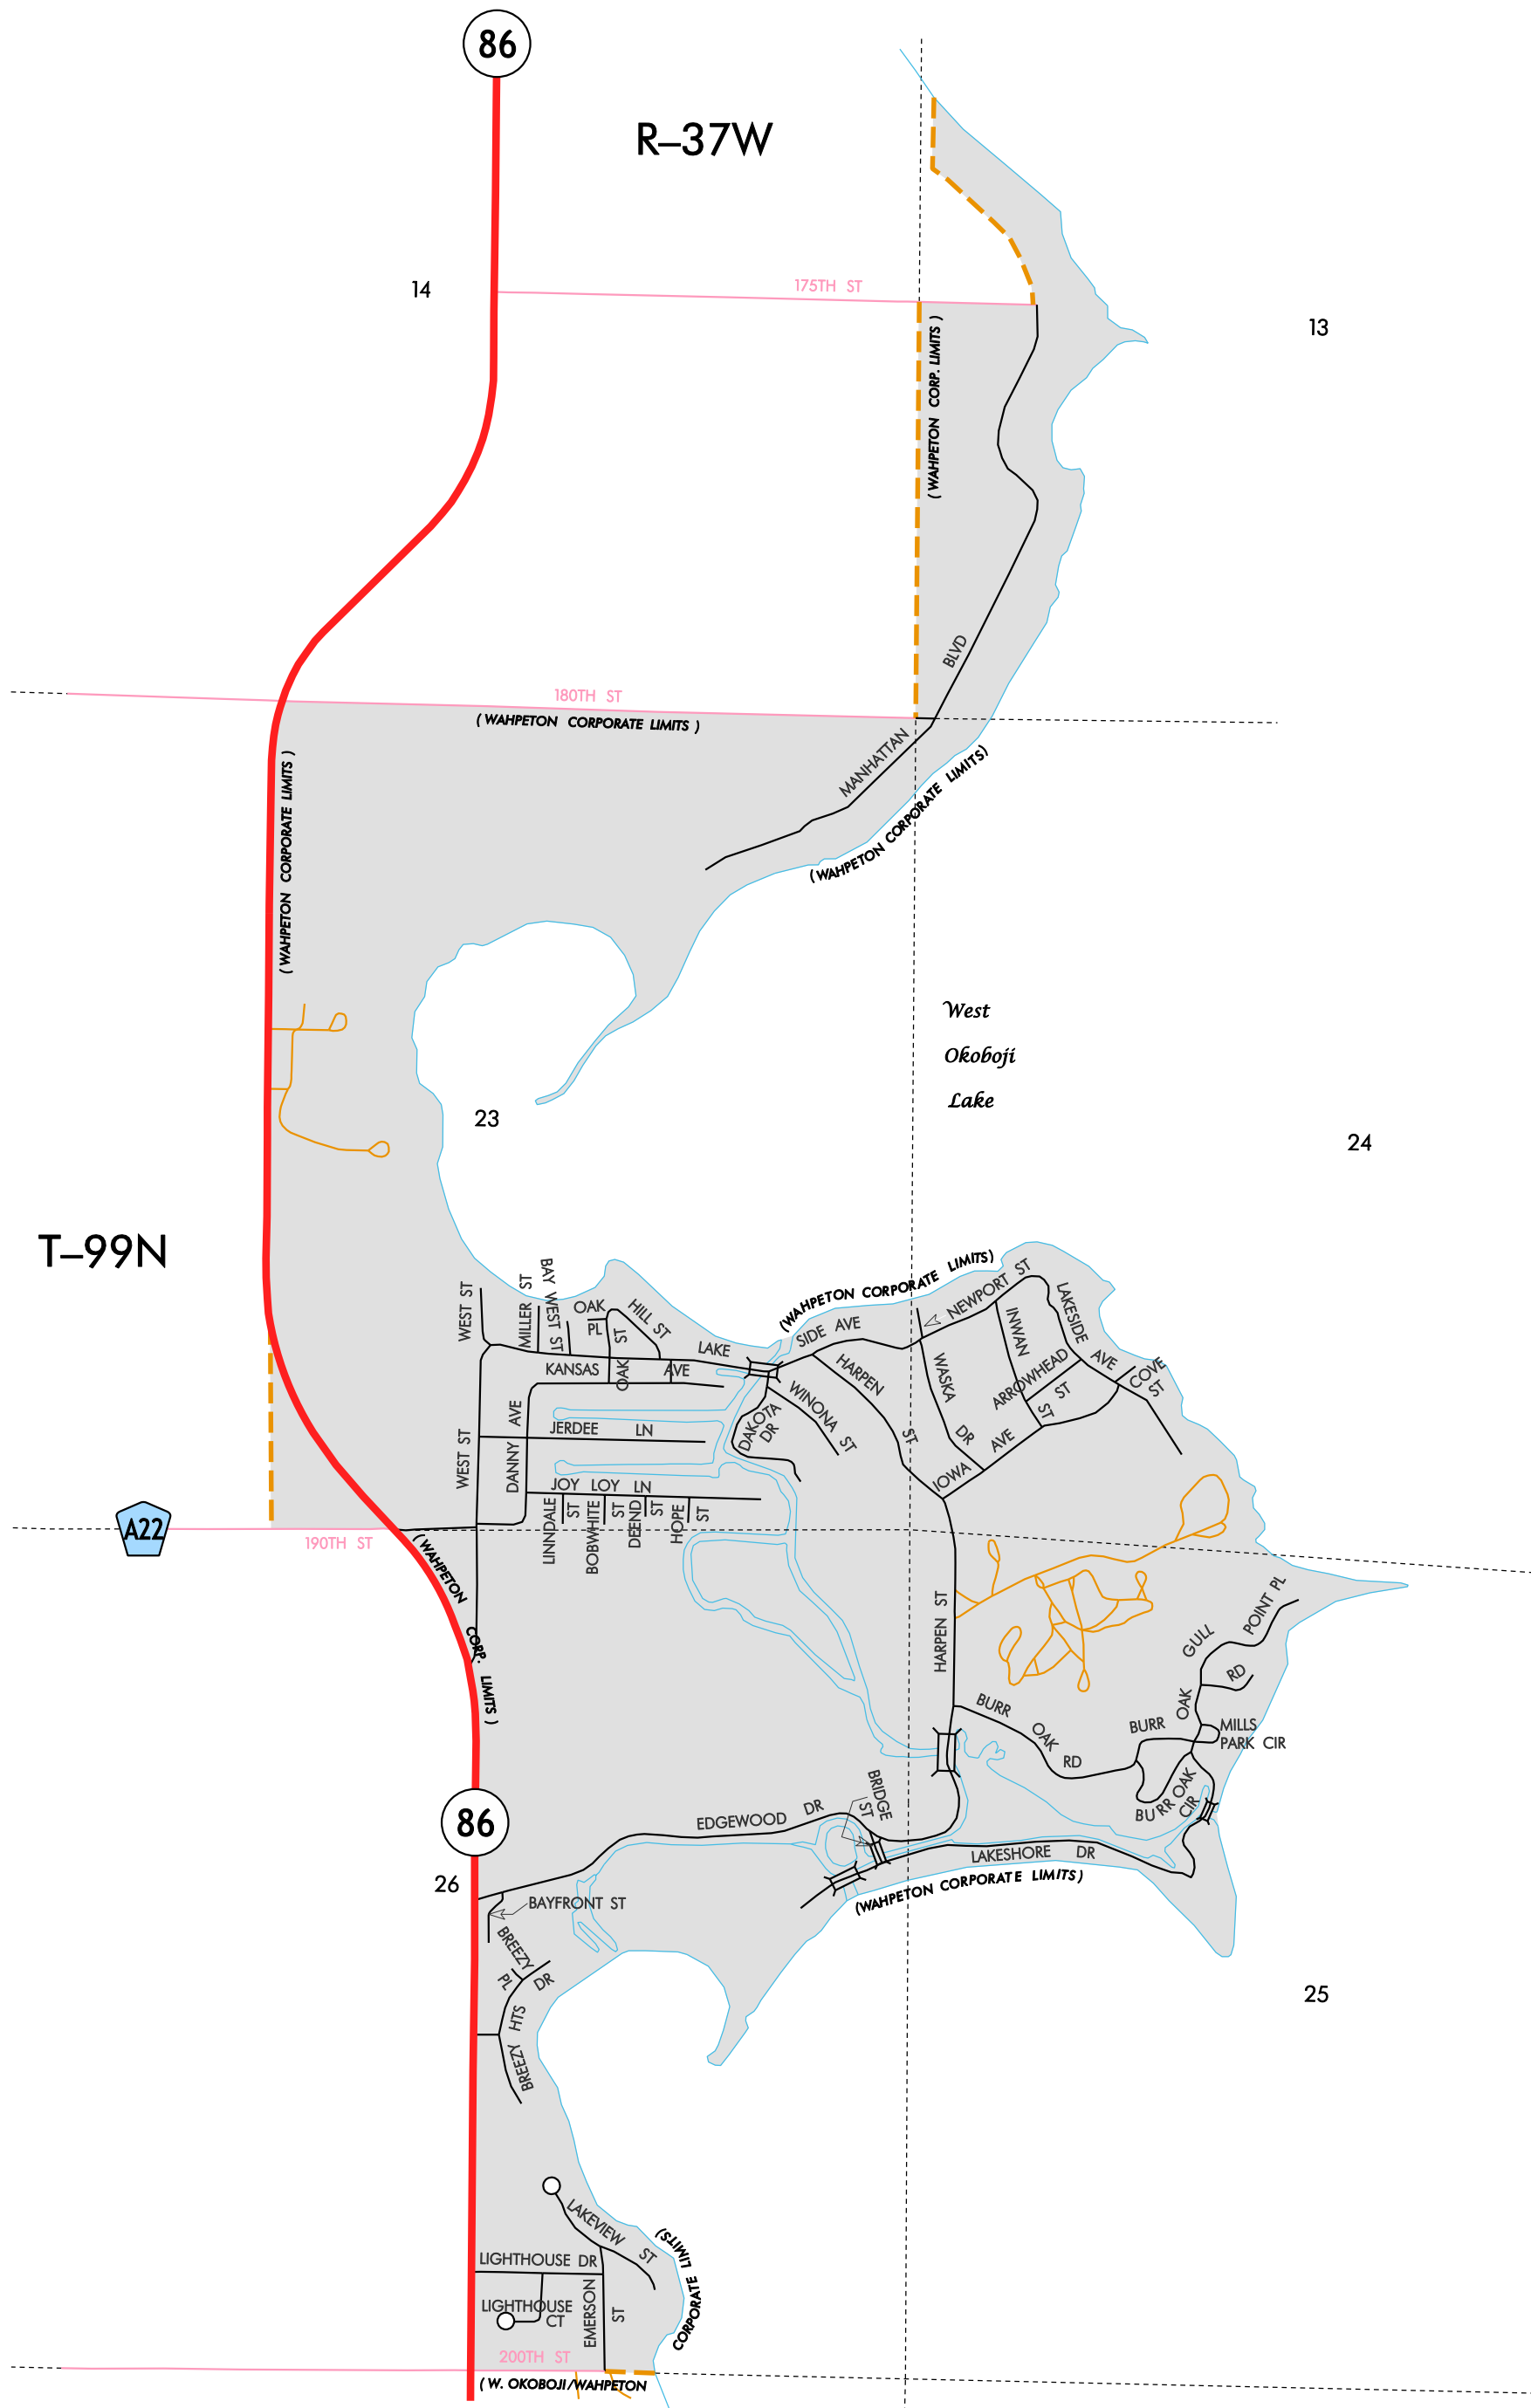 86
R–37W
14
175TH ST
13
( WAHPETON CORP. LIMITS )
BLVD
180TH ST
( WAHPETON CORPORATE LIMITS )
MANHATTAN
( WAHPETON CORPORATE LIMITS )
( WAHPETON CORPORATE LIMITS)
West
Okoboji
Lake
23
24
T–99N
(WAHPETON CORPORATE LIMITS)
WEST ST
MILLER ST
BAY WEST ST
OAK
PL
HILL ST
OAK ST
LAKE SIDE AVE
NEWPORT ST
LAKESIDE AVE
INWAN ST
ARROWHEAD ST
COVE
ST
KANSAS AVE
HARPEN ST
WASKA DR
WINONA ST
DAKOTA
DR
IOWA AVE
WEST ST
DANNY AVE
JERDEE LN
JOY LOY LN
LINNDALE
ST
BOBWHITE
ST
DEEND
ST
HOPE
ST
A22
190TH ST
( WAHPETON CORP. LIMITS )
HARPEN ST
GULL POINT PL
RD
BURR OAK RD
BURR OAK
MILLS
PARK CIR
BURR OAK
CIR
BRIDGE
ST
86
EDGEWOOD DR
LAKESHORE DR
(WAHPETON CORPORATE LIMITS)
26
BAYFRONT ST
BREEZY
PL
DR
BREEZY HTS
25
LAKEVIEW ST
LIGHTHOUSE DR
LIGHTHOUSE
CT
EMERSON
ST
CORPORATE LIMITS)
200TH ST
( W. OKOBOJI/WAHPETON